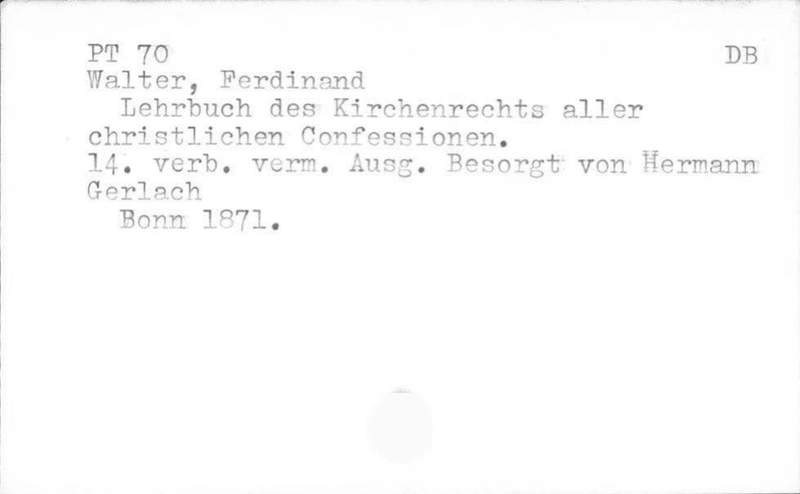 PT 70 DB
Walter, Ferdinand
Lehrbuch des Kirchenrechts aller
christlichen Confessionen.
14. verb. verm. Ausg. Besorgt von Hermann
Gerlach
Bonn 1871.